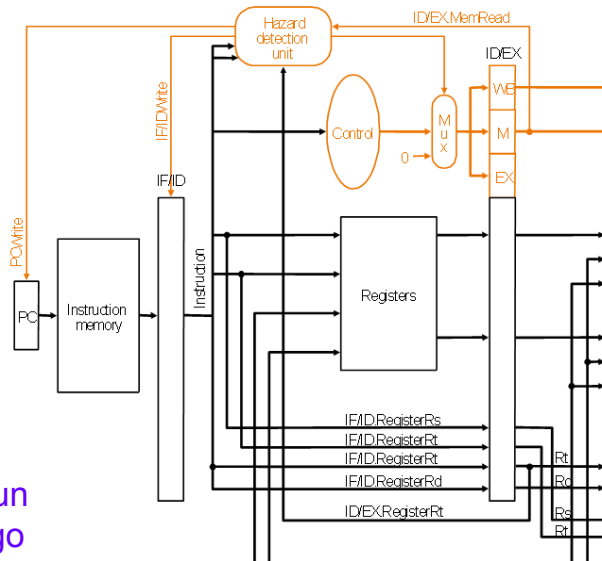 Hazard
detection
unit
ID/EX.MemRead
ID/EX
IF/IDWrite
PCWrite
Control
0
M
u
x
WB
M
EX
IF/ID
PC
Instruction
memory
Instruction
Registers
IF/ID.RegisterRs
IF/ID.RegisterRt
IF/ID.RegisterRt
IF/ID.RegisterRd
ID/EX.RegisterRt
Rt
Rd
Rs
Rt
un
go